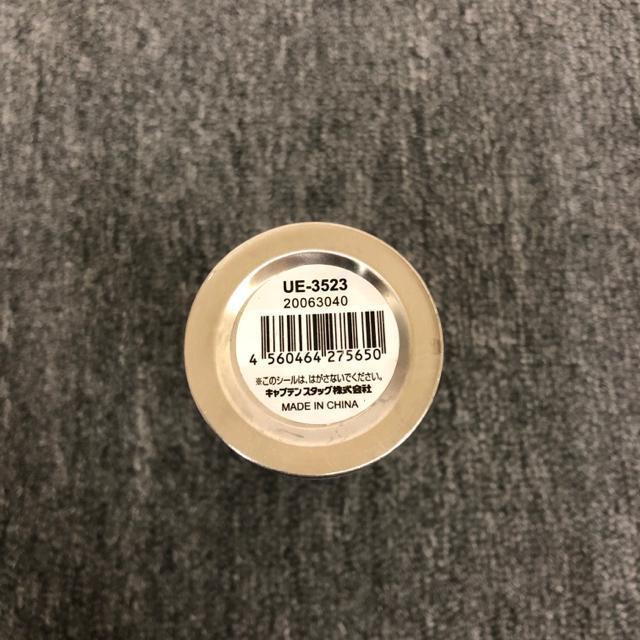 UE-3523
20063040
4 560464 275650
※このシールは、はがさないでください。
キャプテンスタッグ株式会社
MADE IN CHINA